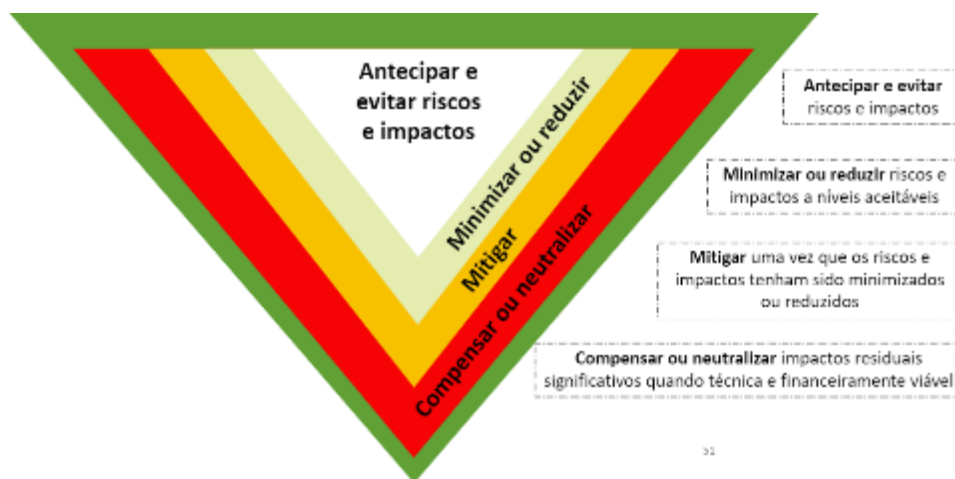 Antecipar e
evitar riscos
e impactos
Minimizar ou reduzir
Mitigar
Compensar ou neutralizar
Antecipar e evitar
riscos e impactos
Minimizar ou reduzir riscos e
impactos a níveis aceitáveis
Mitigar uma vez que os riscos e
impactos tenham sido minimizados
ou reduzidos
Compensar ou neutralizar impactos residuais
significativos quando técnica e financeiramente viável